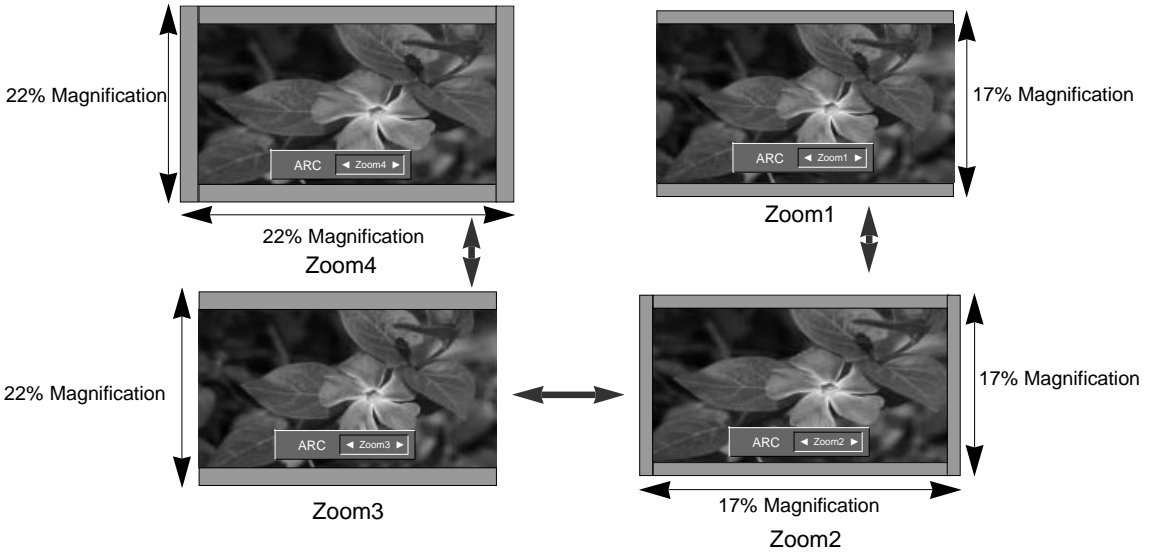 22% Magnification
ARC ◄ Zoom4 ►
22% Magnification
Zoom4
ARC ◄ Zoom1 ►
17% Magnification
Zoom1
22% Magnification
ARC ◄ Zoom3 ►
Zoom3
ARC ◄ Zoom2 ►
17% Magnification
17% Magnification
Zoom2